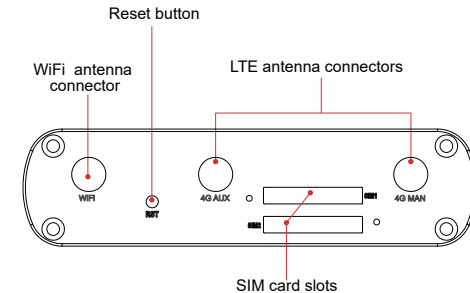 Reset button
WiFi antenna
connector
LTE antenna connectors
WIFI
RST
4G AUX
SIM1
SIM2
4G MAN
SIM card slots